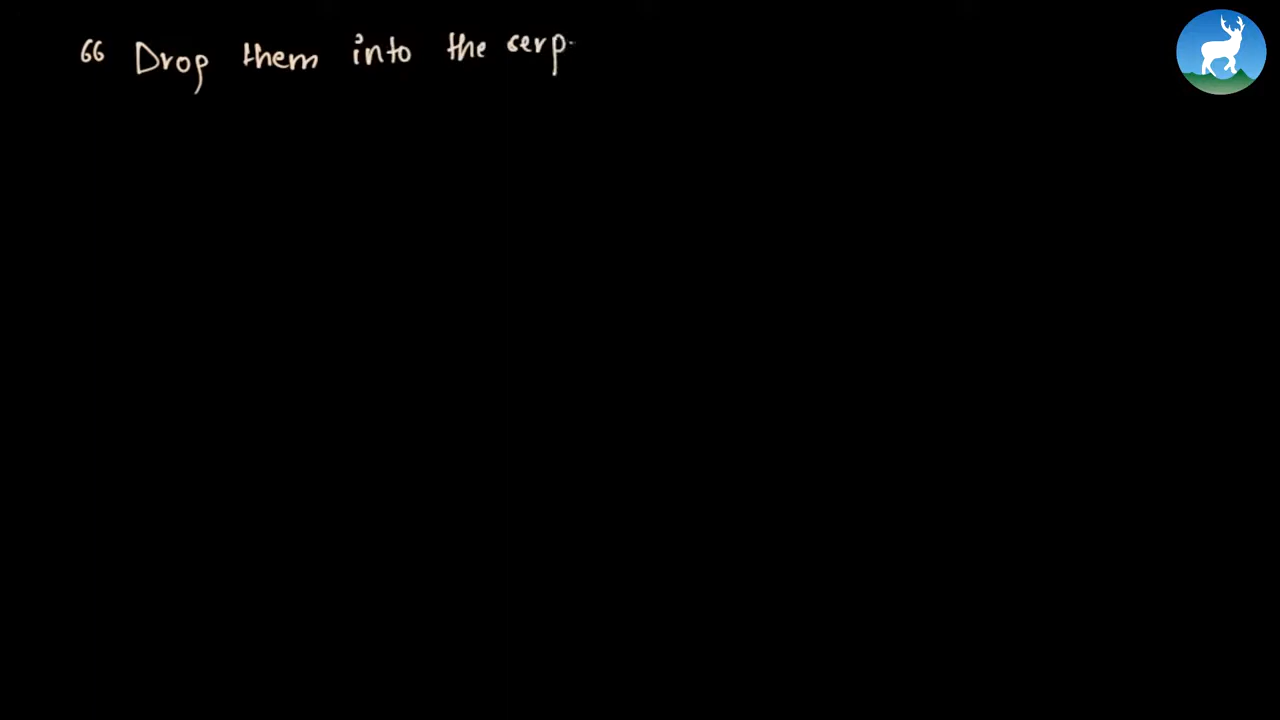 “ Drop them into the serp